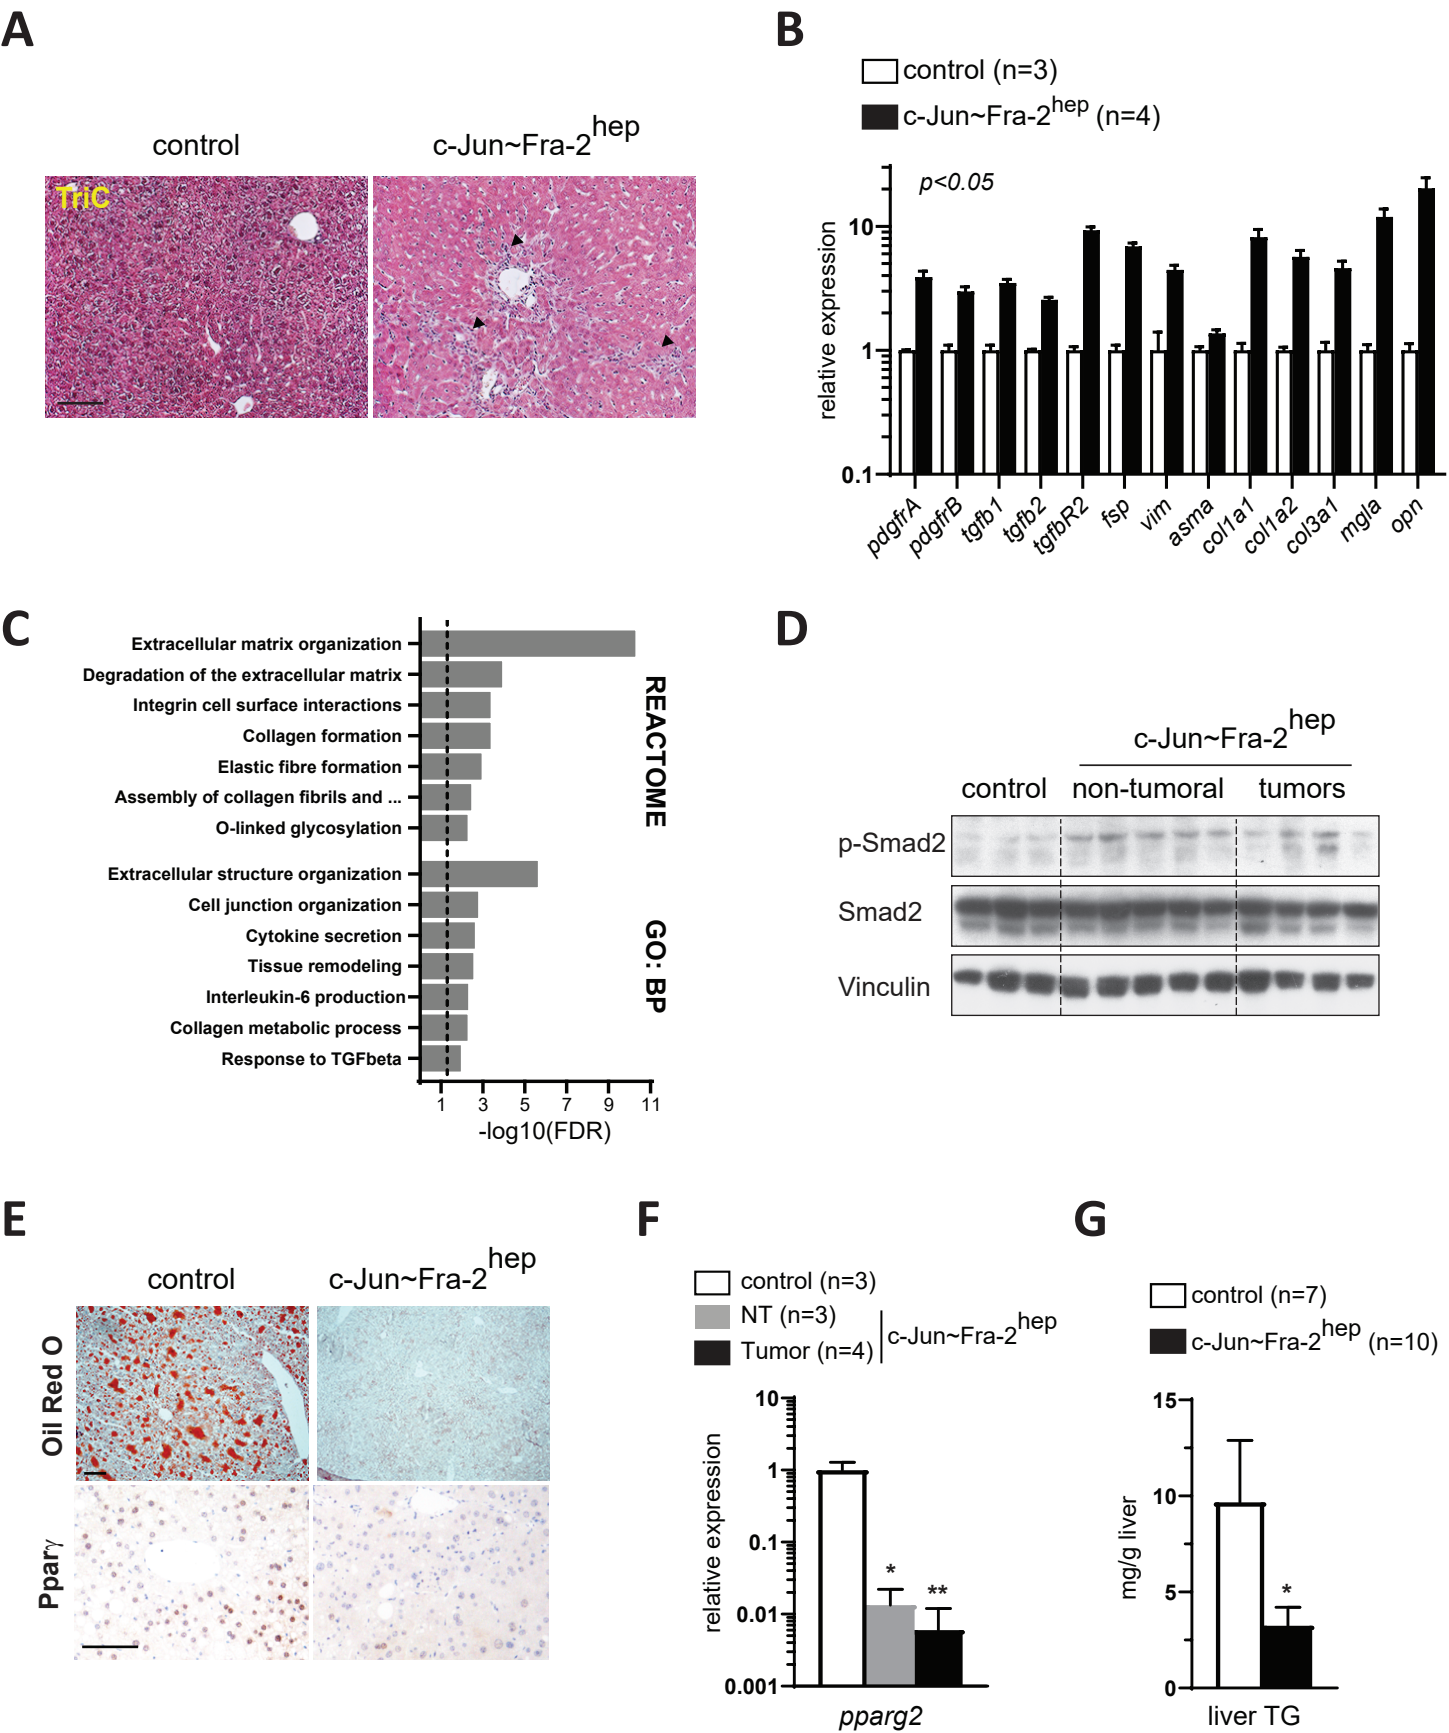 A
control
c-Jun~Fra-2hep
TriC
B
control (n=3)
c-Jun~Fra-2hep (n=4)
p<0.05
relative expression
10
1
0.1
pdgfrA
pdgfrB
tgfb1
tgfb2
tgfbR2
fsp
vim
asma
col1a1
col1a2
col3a1
mgla
opn
C
Extracellular matrix organization
Degradation of the extracellular matrix
Integrin cell surface interactions
Collagen formation
Elastic fibre formation
Assembly of collagen fibrils and ...
O-linked glycosylation
REACTOME
Extracellular structure organization
Cell junction organization
Cytokine secretion
Tissue remodeling
Interleukin-6 production
Collagen metabolic process
Response to TGFbeta
GO: BP
1 3 5 7 9 11
-log10(FDR)
D
c-Jun~Fra-2hep
control non-tumoral tumors
p-Smad2
Smad2
Vinculin
E
control
c-Jun~Fra-2hep
Oil Red O
Pparγ
F
control (n=3)
NT (n=3)
Tumor (n=4)
c-Jun~Fra-2hep
relative expression
10
1
0.1
0.01
0.001
*
**
pparg2
G
control (n=7)
c-Jun~Fra-2hep (n=10)
mg/g liver
15
10
5
0
*
liver TG